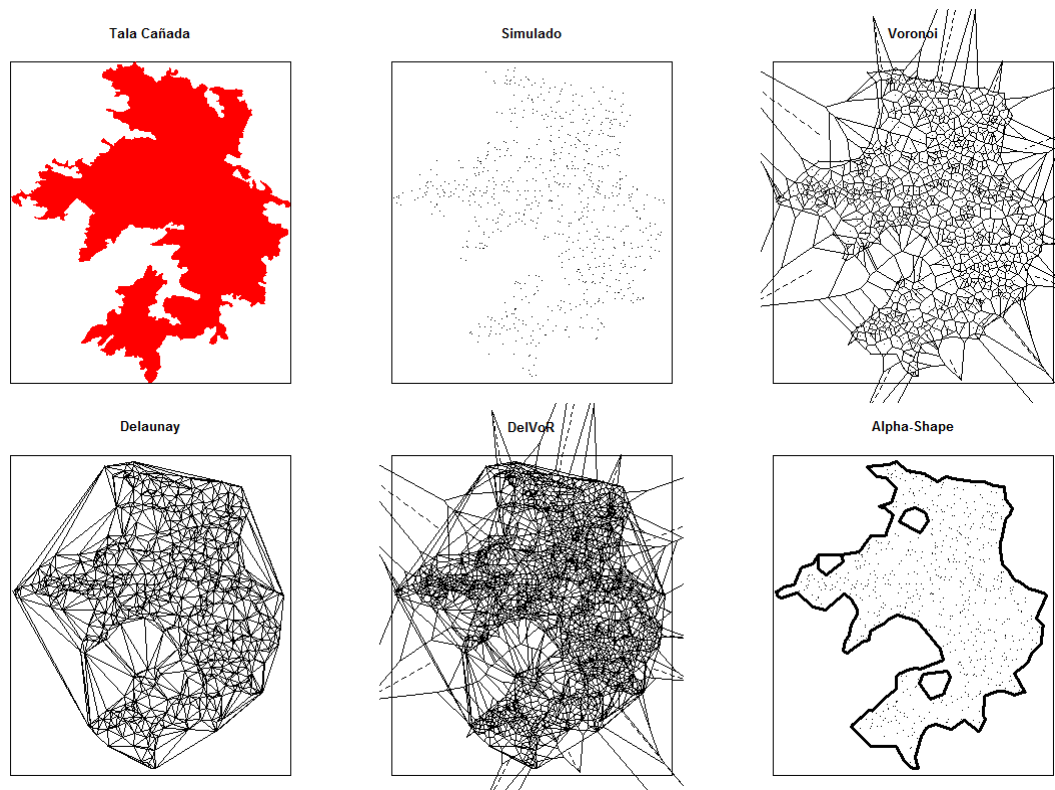 Tala Cañada
Simulado
Voronoi
Delaunay
DelVoR
Alpha-Shape